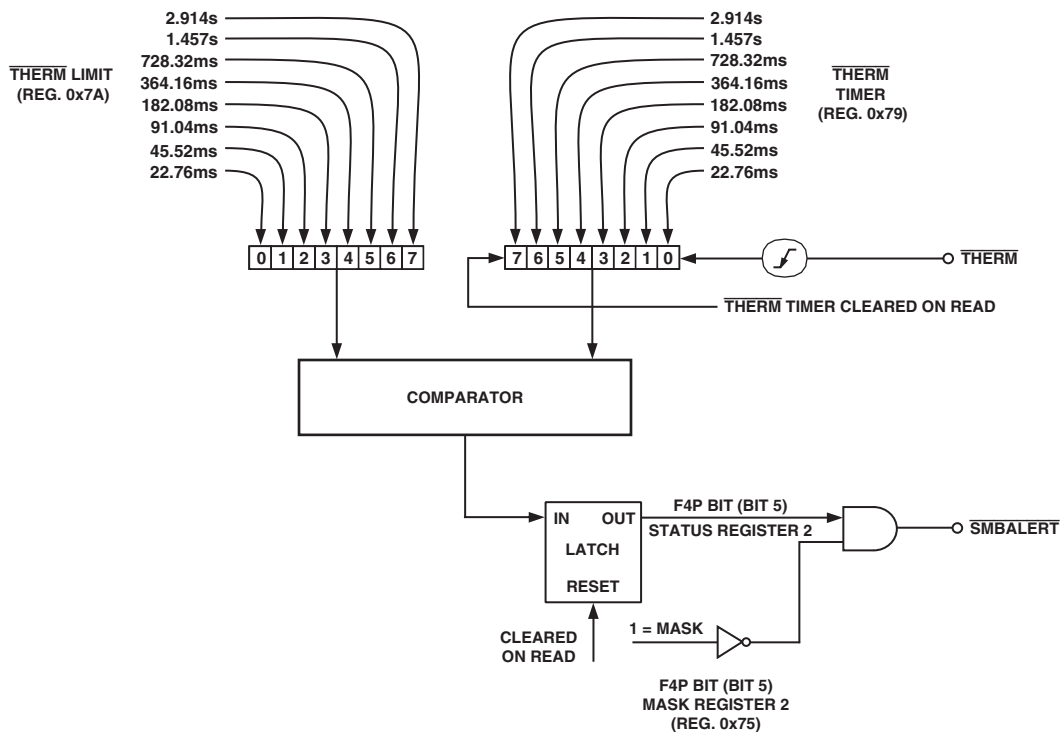 2.914s
1.457s
728.32ms
364.16ms
182.08ms
91.04ms
45.52ms
22.76ms
THERM LIMIT
(REG. 0x7A)
0 1 2 3 4 5 6 7
2.914s
1.457s
728.32ms
364.16ms
182.08ms
91.04ms
45.52ms
22.76ms
THERM
TIMER
(REG. 0x79)
7 6 5 4 3 2 1 0
THERM
THERM TIMER CLEARED ON READ
COMPARATOR
IN OUT
LATCH
RESET
F4P BIT (BIT 5)
STATUS REGISTER 2
SMBALERT
CLEARED
ON READ
1 = MASK
F4P BIT (BIT 5)
MASK REGISTER 2
(REG. 0x75)